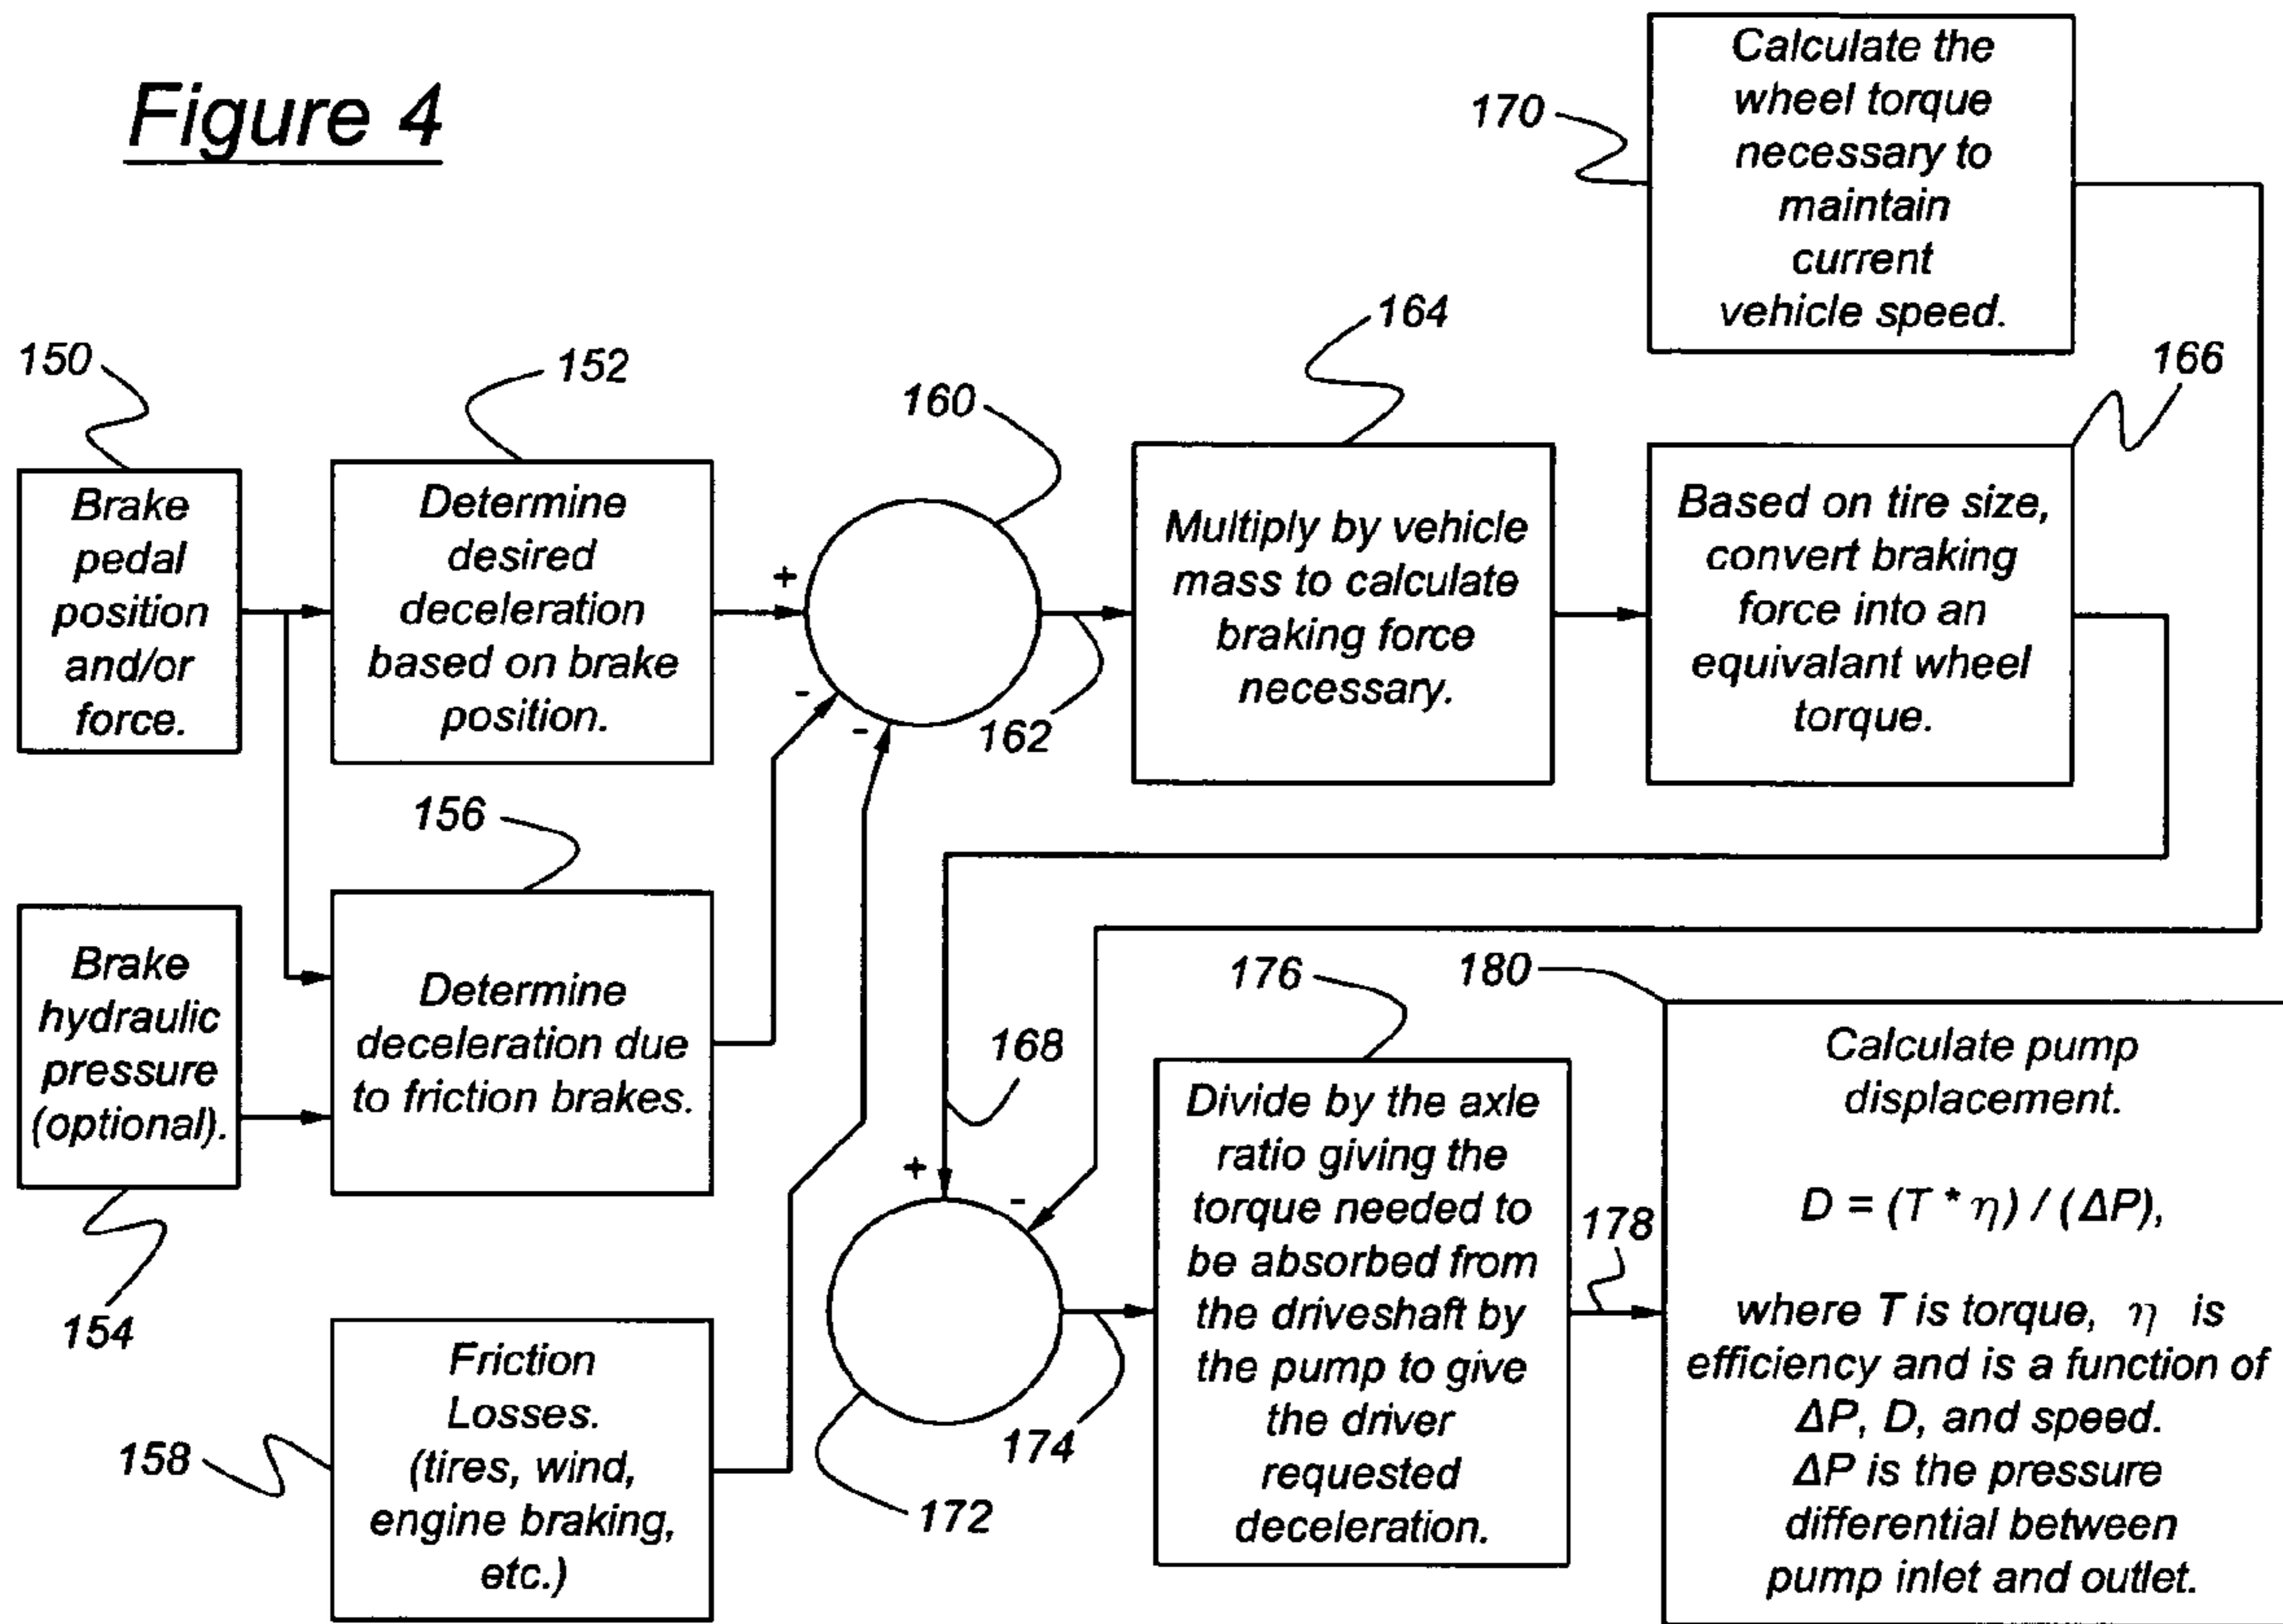 Figure 4
170
Calculate the
wheel torque
necessary to
maintain
current
vehicle speed.
150
152
160
164
166
Brake
pedal
position
and/or
force.
Determine
desired
deceleration
based on brake
position.
+
-
-
162
Multiply by vehicle
mass to calculate
braking force
necessary.
Based on tire size,
convert braking
force into an
equivalant wheel
torque.
156
Brake
hydraulic
pressure
(optional).
154
Determine
deceleration due
to friction brakes.
158
Friction
Losses.
(tires, wind,
engine braking,
etc.)
168
+
-
172
174
176
Divide by the axle
ratio giving the
torque needed to
be absorbed from
the driveshaft by
the pump to give
the driver
requested
deceleration.
178
180
Calculate pump
displacement.
D = (T * η) / (ΔP),
where T is torque, η is
efficiency and is a function of
ΔP, D, and speed.
ΔP is the pressure
differential between
pump inlet and outlet.